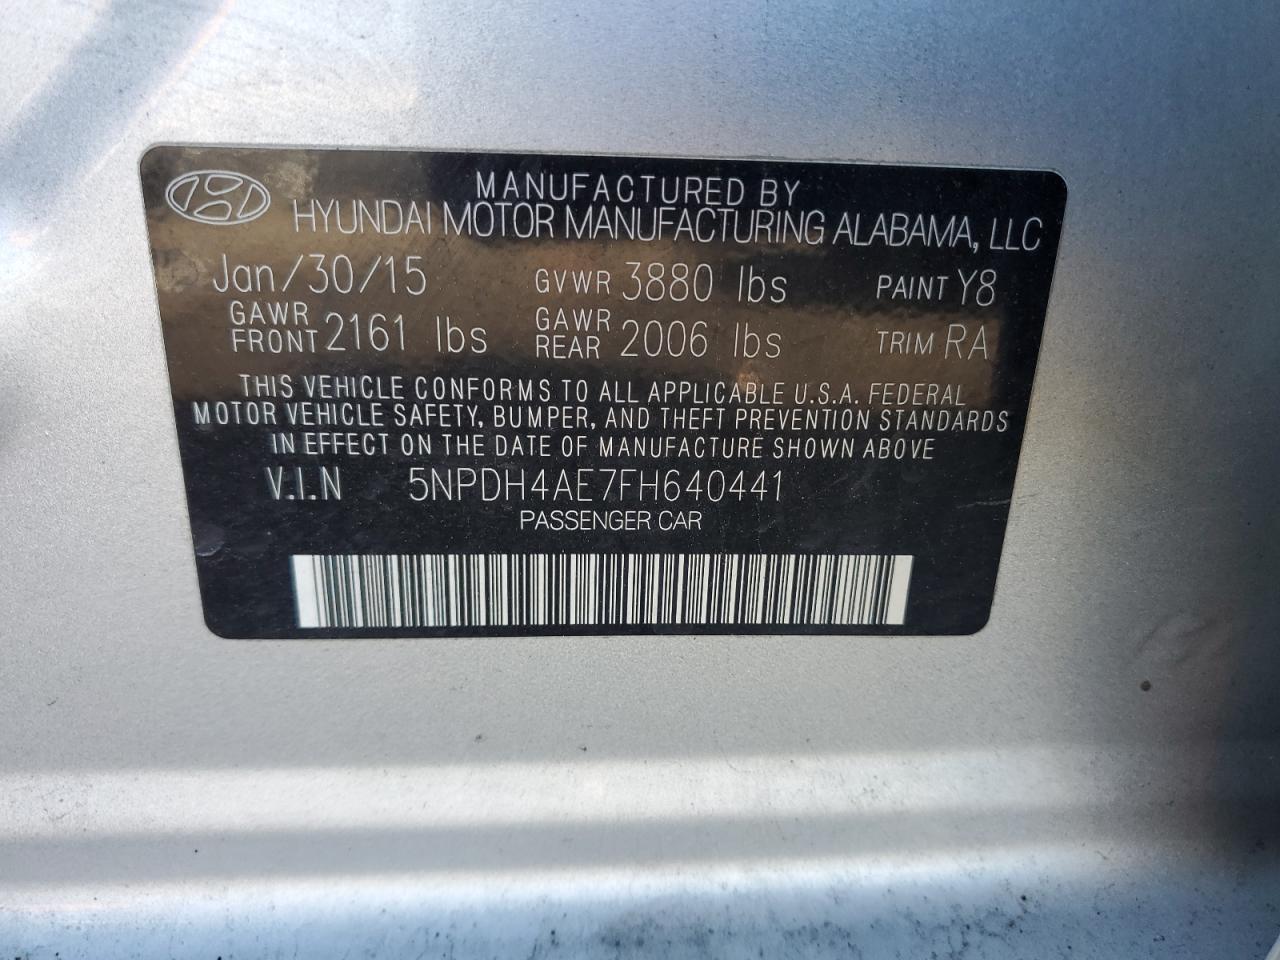 MANUFACTURED BY
HYUNDAI MOTOR MANUFACTURING ALABAMA, LLC
Jan/30/15 GVWR 3880 lbs PAINT Y8
GAWR FRONT 2161 lbs GAWR REAR 2006 lbs TRIM RA
THIS VEHICLE CONFORMS TO ALL APPLICABLE U.S.A. FEDERAL
MOTOR VEHICLE SAFETY, BUMPER, AND THEFT PREVENTION STANDARDS
IN EFFECT ON THE DATE OF MANUFACTURE SHOWN ABOVE
V.I.N 5NPDH4AE7FH640441
PASSENGER CAR